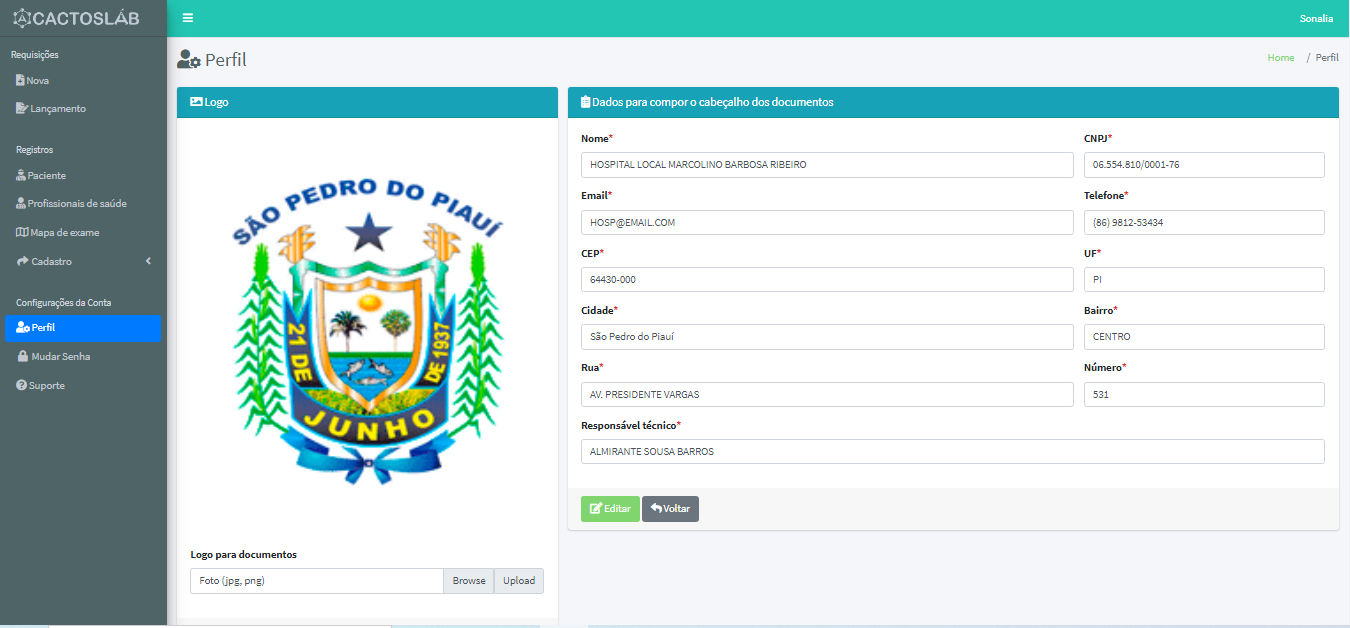 CACTOSLÁB
Sonalia
Requisições
Nova
Lançamento
Registros
Paciente
Profissionais de saúde
Mapa de exame
Cadastro
Configurações da Conta
Perfil
Mudar Senha
Suporte
Perfil
Home / Perfil
Logo
SÃO PEDRO DO PIAUÍ
21 DE
JUNHO
DE 1937
Logo para documentos
Foto (jpg, png) Browse Upload
Dados para compor o cabeçalho dos documentos
Nome* CNPJ*
HOSPITAL LOCAL MARCOLINO BARBOSA RIBEIRO 06.554.810/0001-76
Email* Telefone*
HOSP@EMAIL.COM (86) 9812-53434
CEP* UF*
64430-000 PI
Cidade* Bairro*
São Pedro do Piauí CENTRO
Rua* Número*
AV. PRESIDENTE VARGAS 531
Responsável técnico*
ALMIRANTE SOUSA BARROS
Editar Voltar